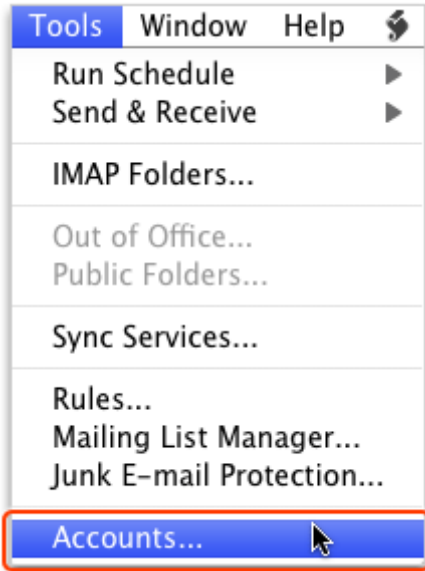 Tools Window Help
Run Schedule
Send & Receive
IMAP Folders...
Out of Office...
Public Folders...
Sync Services...
Rules...
Mailing List Manager...
Junk E-mail Protection...
Accounts...